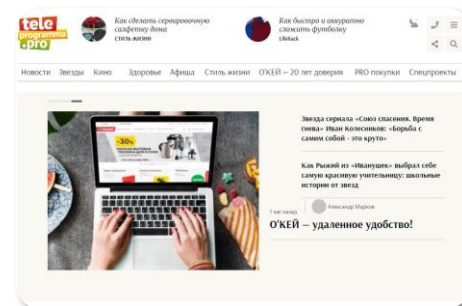 tele
programma
.pro
Как сделать сервировочную
салфетку дома
СТИЛЬ ЖИЗНИ
Как быстро и аккуратно
сложить футболку
LifeHack
Новости Звезды Кино Здоровье Афиша Стиль жизни О'КЕЙ — 20 лет доверия PRO покупки Спецпроекты
-30%
Звезда сериала «Союз спасения. Время
гнева» Иван Колесников: «Борьба с
самим собой - это круто»
Как Рыжий из «Иванушек» выбрал себе
самую красивую учительницу: школьные
истории от звезд
1 час назад
Александр Марков
О'КЕЙ — удаленное удобство!